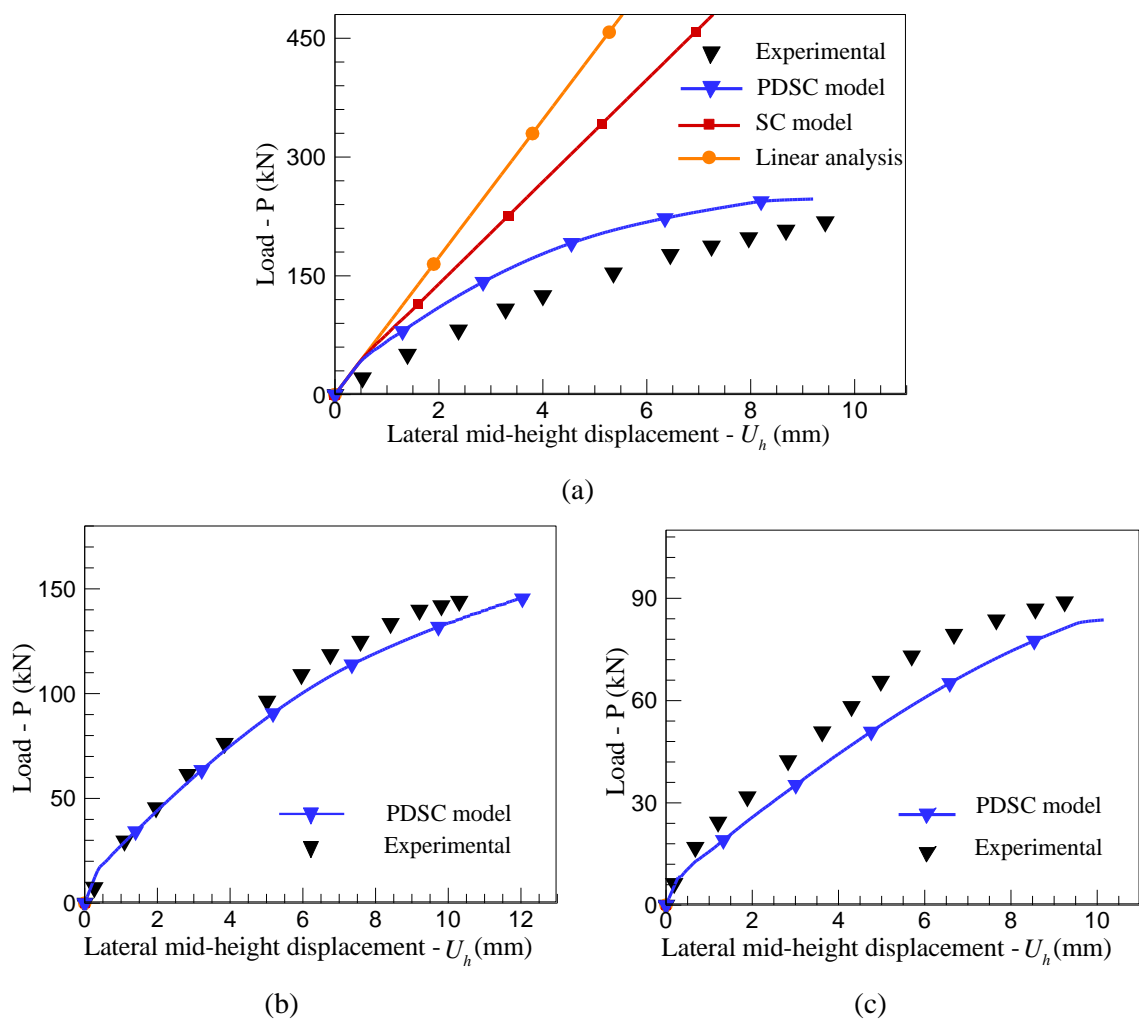 450
300
150
0
Load - P (kN)
Experimental
PDSC model
SC model
Linear analysis
0 2 4 6 8 10
Lateral mid-height displacement - U_h (mm)
(a)
150
100
50
0
Load - P (kN)
PDSC model
Experimental
0 2 4 6 8 10 12
Lateral mid-height displacement - U_h (mm)
(b)
90
60
30
0
Load - P (kN)
PDSC model
Experimental
0 2 4 6 8 10
Lateral mid-height displacement - U_h (mm)
(c)